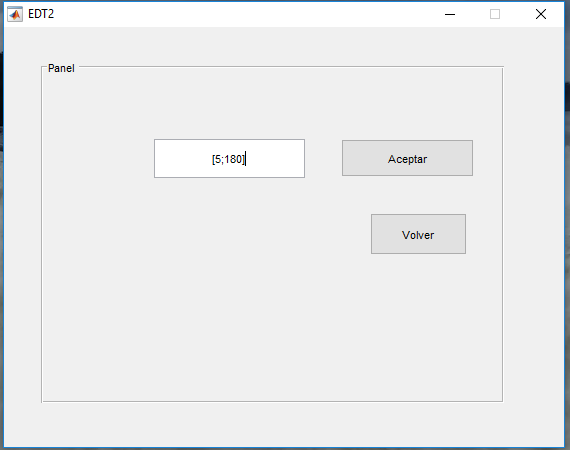 EDT2
Panel
[5;180]
Aceptar
Volver